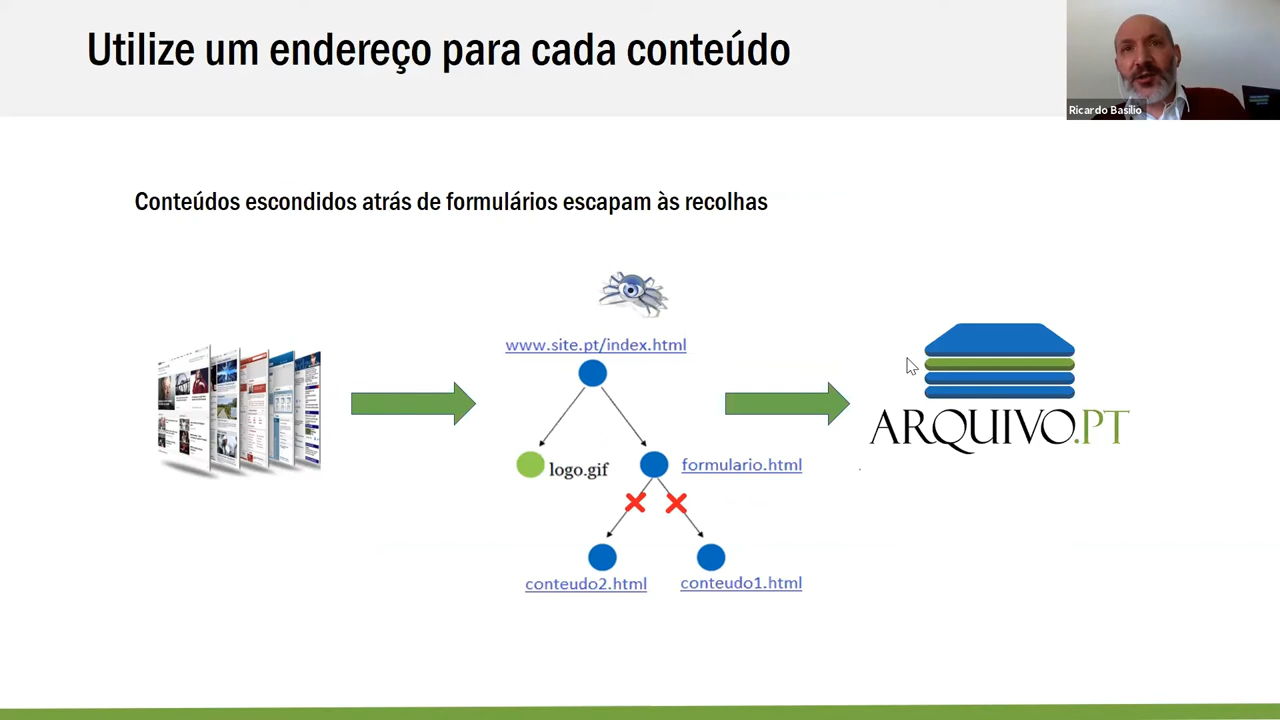 Utilize um endereço para cada conteúdo
Ricardo Basílio
Conteúdos escondidos atrás de formulários escapam às recolhas
www.site.pt/index.html
logo.gif
formulario.html
conteudo2.html
conteudo1.html
ARQUIVO.PT